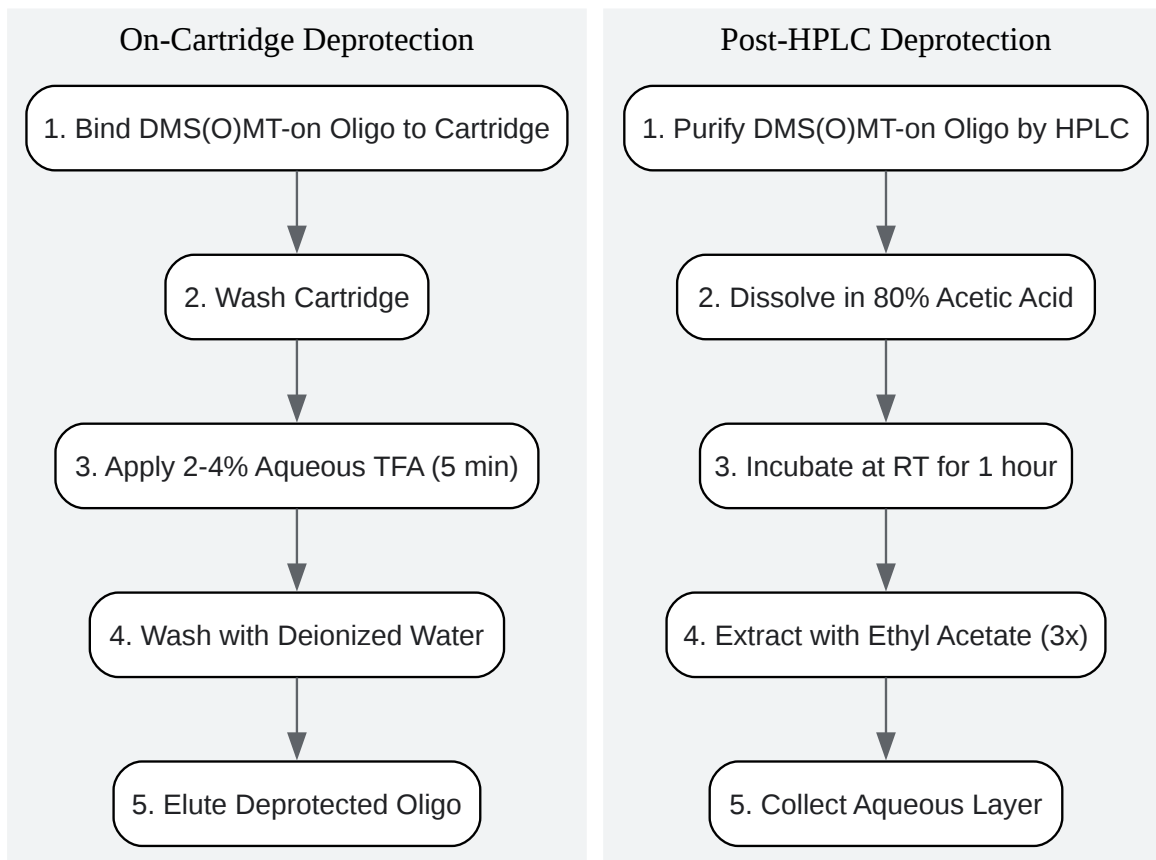 On-Cartridge Deprotection
1. Bind DMS(O)MT-on Oligo to Cartridge
2. Wash Cartridge
3. Apply 2-4% Aqueous TFA (5 min)
4. Wash with Deionized Water
5. Elute Deprotected Oligo
Post-HPLC Deprotection
1. Purify DMS(O)MT-on Oligo by HPLC
2. Dissolve in 80% Acetic Acid
3. Incubate at RT for 1 hour
4. Extract with Ethyl Acetate (3x)
5. Collect Aqueous Layer